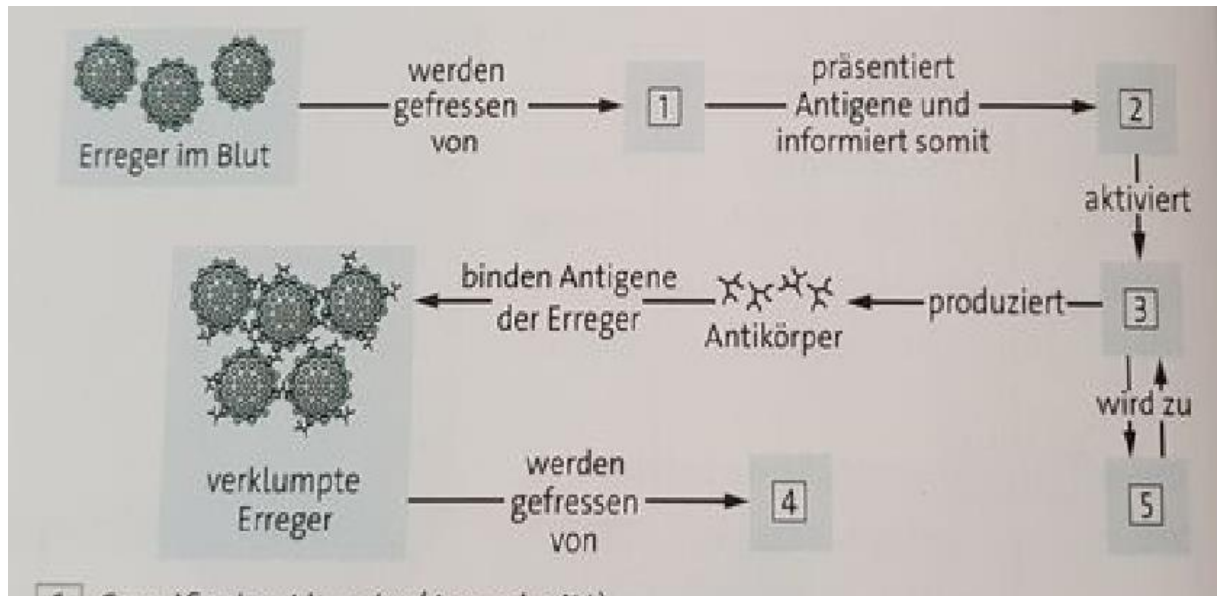 werden
gefressen
von
1
präsentiert
Antigene und
informiert somit
2
Erreger im Blut
aktiviert
binden Antigene
der Erreger
Antikörper
produziert
3
wird zu
verklumpte
Erreger
werden
gefressen
von
4
5